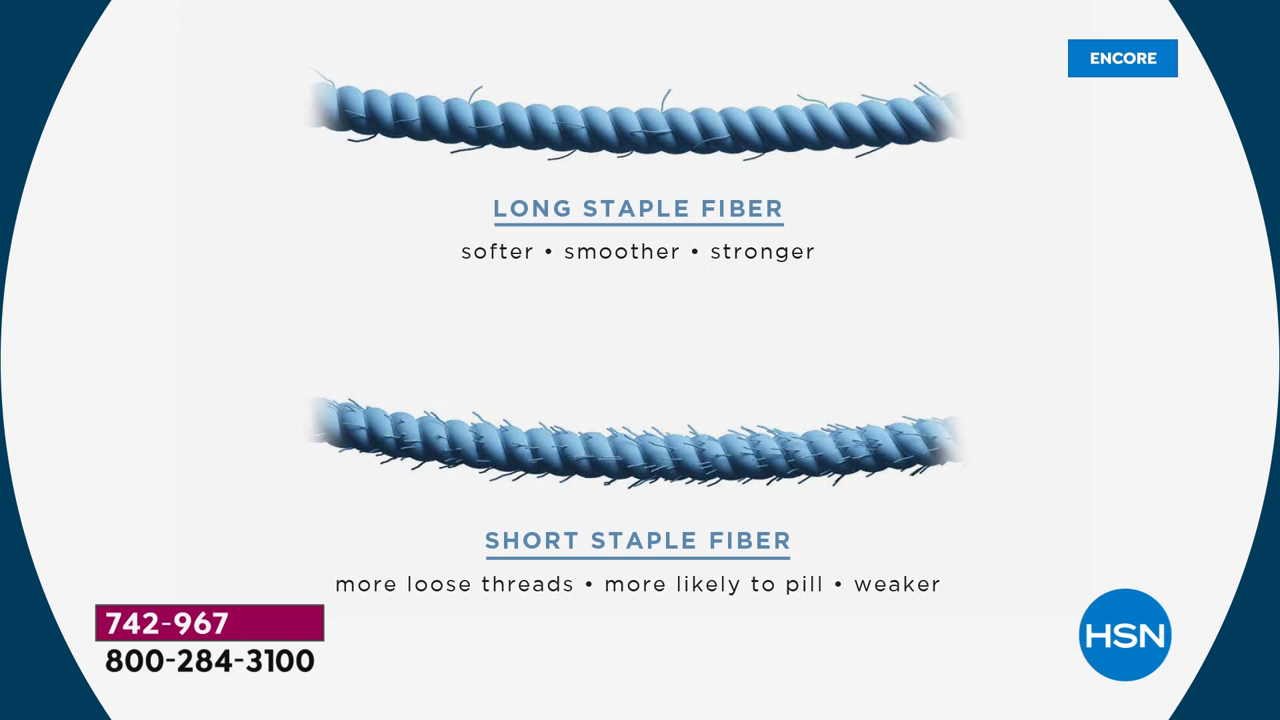 ENCORE
LONG STAPLE FIBER
softer • smoother • stronger
SHORT STAPLE FIBER
more loose threads • more likely to pill • weaker
742-967
800-284-3100
HSN